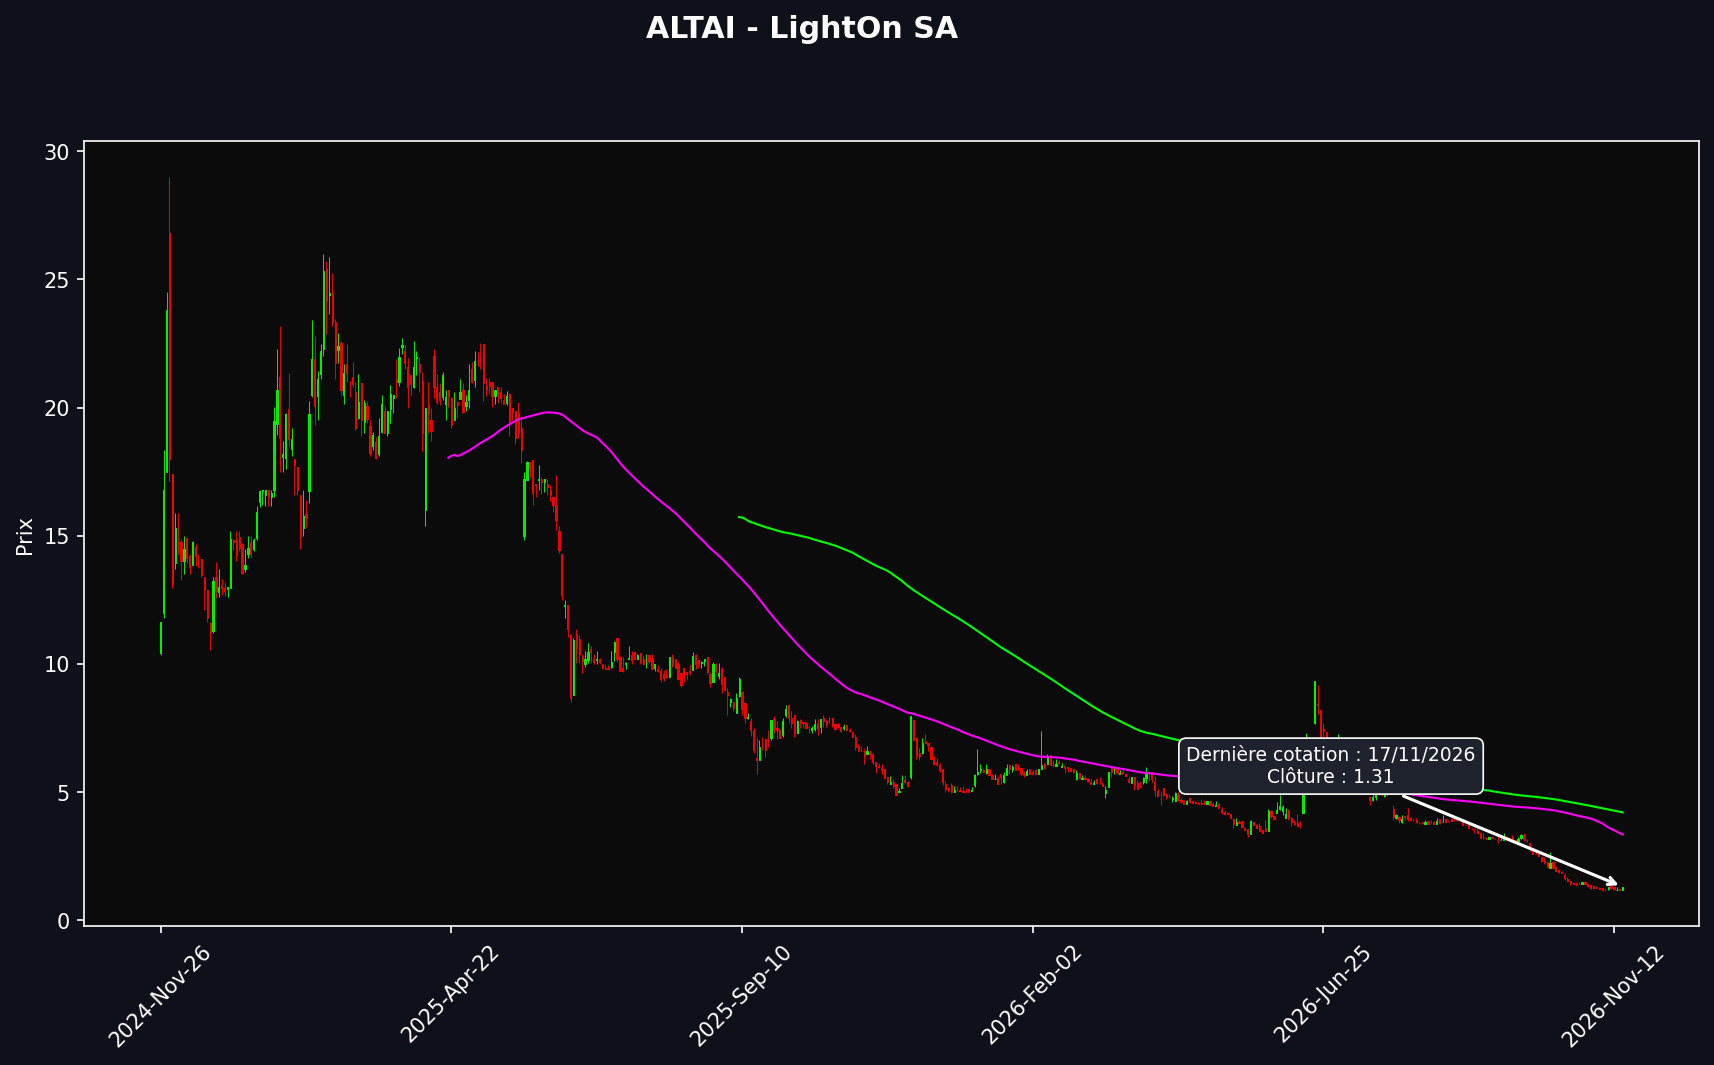 ALTAI - LightOn SA
Prix
30
25
20
15
10
5
0
Dernière cotation : 17/11/2026
Clôture : 1.31
2024-Nov-26
2025-Apr-22
2025-Sep-10
2026-Feb-02
2026-Jun-25
2026-Nov-12